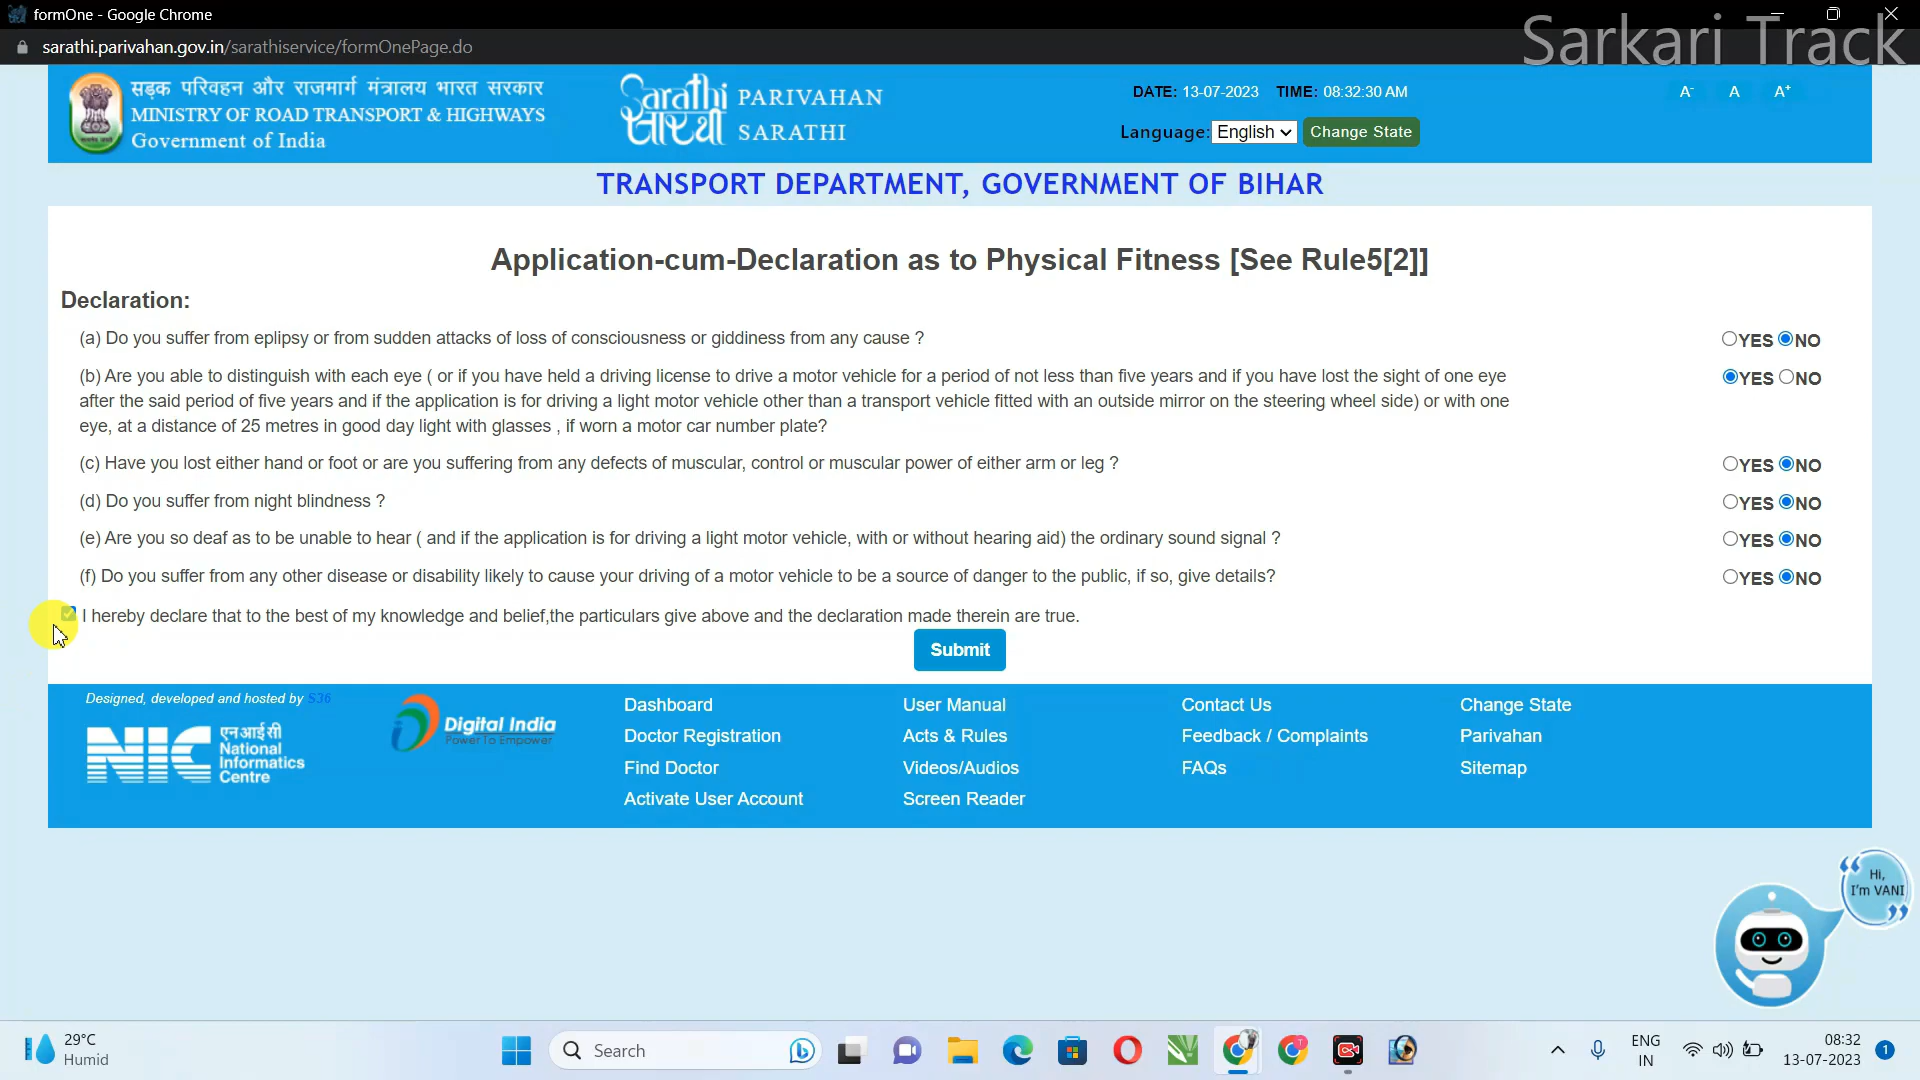 formOne - Google Chrome
Sarkari Track
sarathi.parivahan.gov.in/sarathiservice/formOnePage.do
सड़क परिवहन और राजमार्ग मंत्रालय भारत सरकार
MINISTRY OF ROAD TRANSPORT & HIGHWAYS
Government of India
Sarathi
सारथी
PARIVAHAN
SARATHI
DATE: 13-07-2023 TIME: 08:32:30 AM
Language: English Change State
A- A A+
TRANSPORT DEPARTMENT, GOVERNMENT OF BIHAR
Application-cum-Declaration as to Physical Fitness [See Rule5[2]]
Declaration:
(a) Do you suffer from eplipsy or from sudden attacks of loss of consciousness or giddiness from any cause ? YES NO
(b) Are you able to distinguish with each eye ( or if you have held a driving license to drive a motor vehicle for a period of not less than five years and if you have lost the sight of one eye YES NO
after the said period of five years and if the application is for driving a light motor vehicle other than a transport vehicle fitted with an outside mirror on the steering wheel side) or with one
eye, at a distance of 25 metres in good day light with glasses , if worn a motor car number plate?
(c) Have you lost either hand or foot or are you suffering from any defects of muscular, control or muscular power of either arm or leg ? YES NO
(d) Do you suffer from night blindness ? YES NO
(e) Are you so deaf as to be unable to hear ( and if the application is for driving a light motor vehicle, with or without hearing aid) the ordinary sound signal ? YES NO
(f) Do you suffer from any other disease or disability likely to cause your driving of a motor vehicle to be a source of danger to the public, if so, give details? YES NO
I hereby declare that to the best of my knowledge and belief,the particulars give above and the declaration made therein are true.
Submit
Designed, developed and hosted by S36
NIC
एनआईसी
National
Informatics
Centre
Digital India
Power To Empower
Dashboard User Manual Contact Us Change State
Doctor Registration Acts & Rules Feedback / Complaints Parivahan
Find Doctor Videos/Audios FAQs Sitemap
Activate User Account Screen Reader
Hi,
I'm VANI
29°C
Humid
Search
ENG
IN
08:32
13-07-2023
1